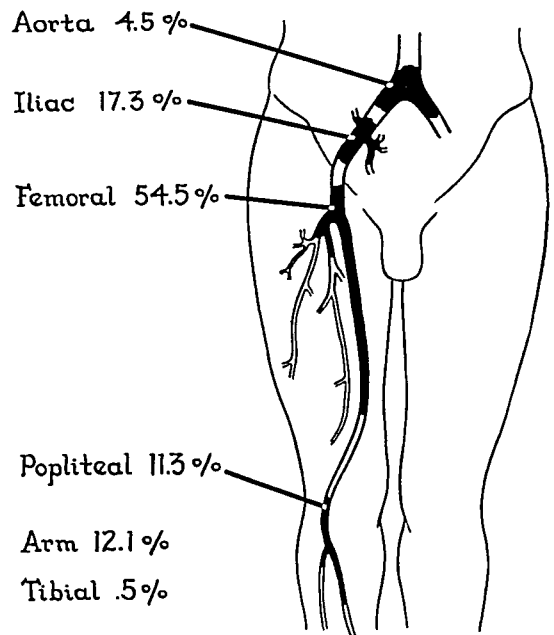 Aorta 4.5%
Iliac 17.3%
Femoral 54.5%
Popliteal 11.3%
Arm 12.1%
Tibial .5%